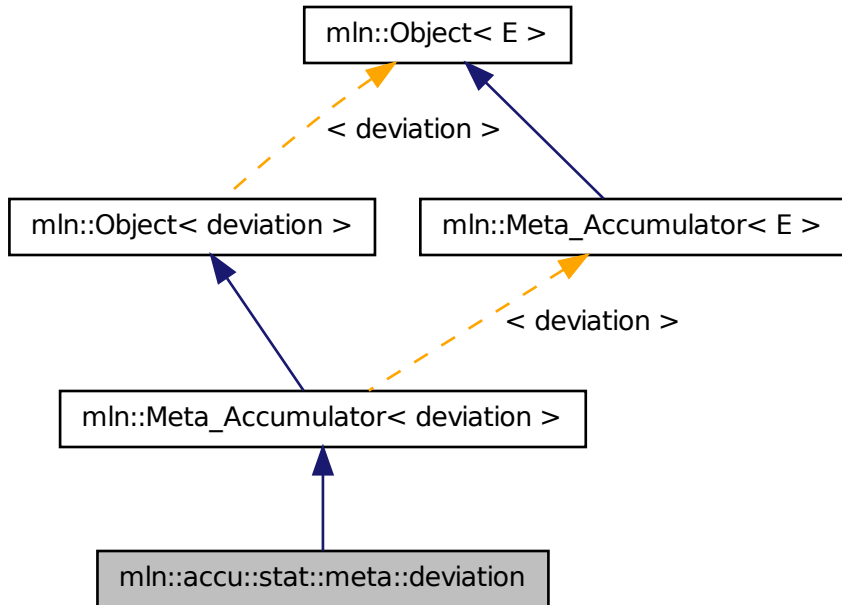 mln::Object< E >
< deviation >
mln::Object< deviation >
mln::Meta_Accumulator< E >
< deviation >
mln::Meta_Accumulator< deviation >
mln::accu::stat::meta::deviation